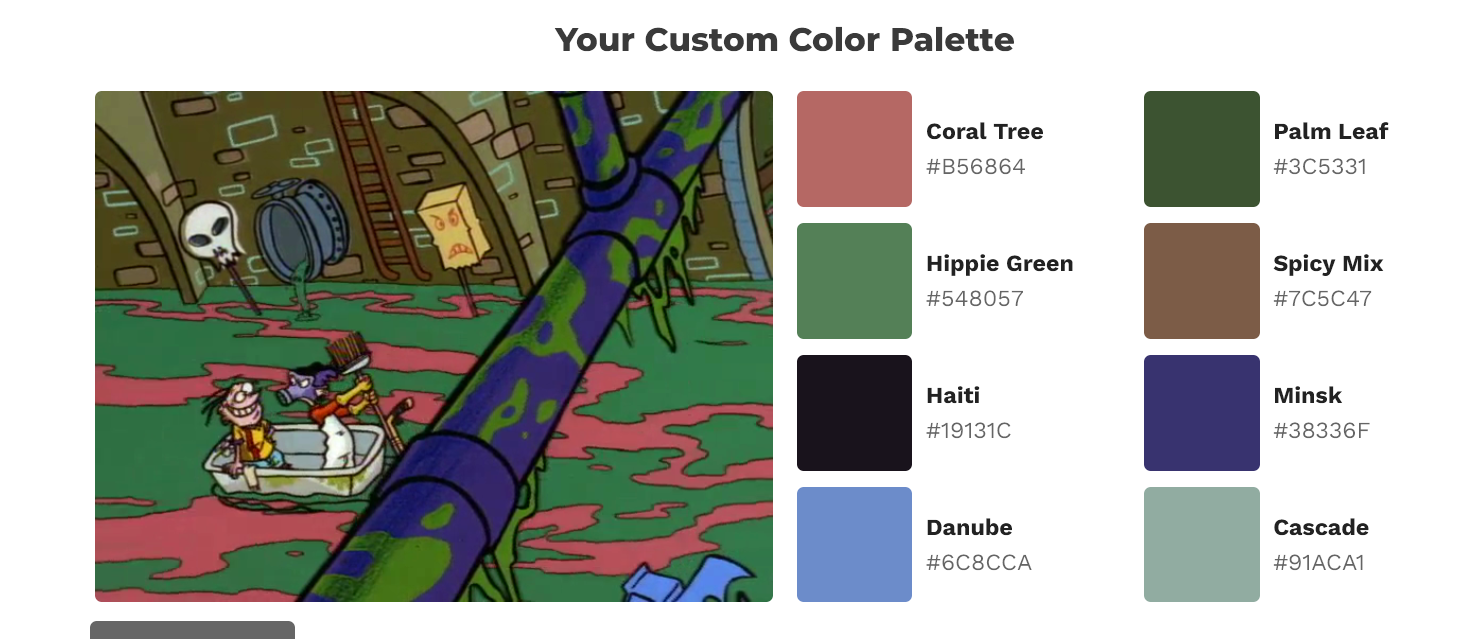 Your Custom Color Palette
Coral Tree
#B56864
Palm Leaf
#3C5331
Hippie Green
#548057
Spicy Mix
#7C5C47
Haiti
#19131C
Minsk
#38336F
Danube
#6C8CCA
Cascade
#91ACA1